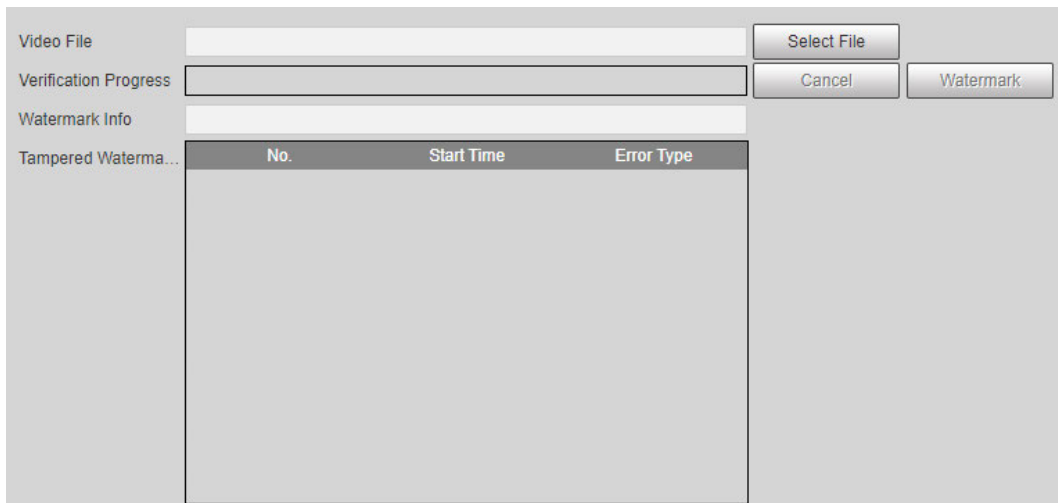 Video File Select File
Verification Progress Cancel Watermark
Watermark Info
Tampered Waterma... No. Start Time Error Type